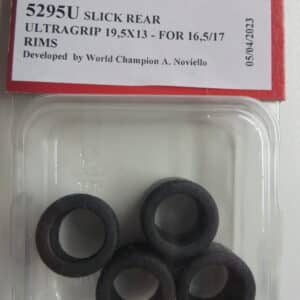 5295U SLICK REAR
ULTRAGRIP 19,5X13 - FOR 16,5/17
RIMS
Developed by World Champion A. Noviello
05/04/2023